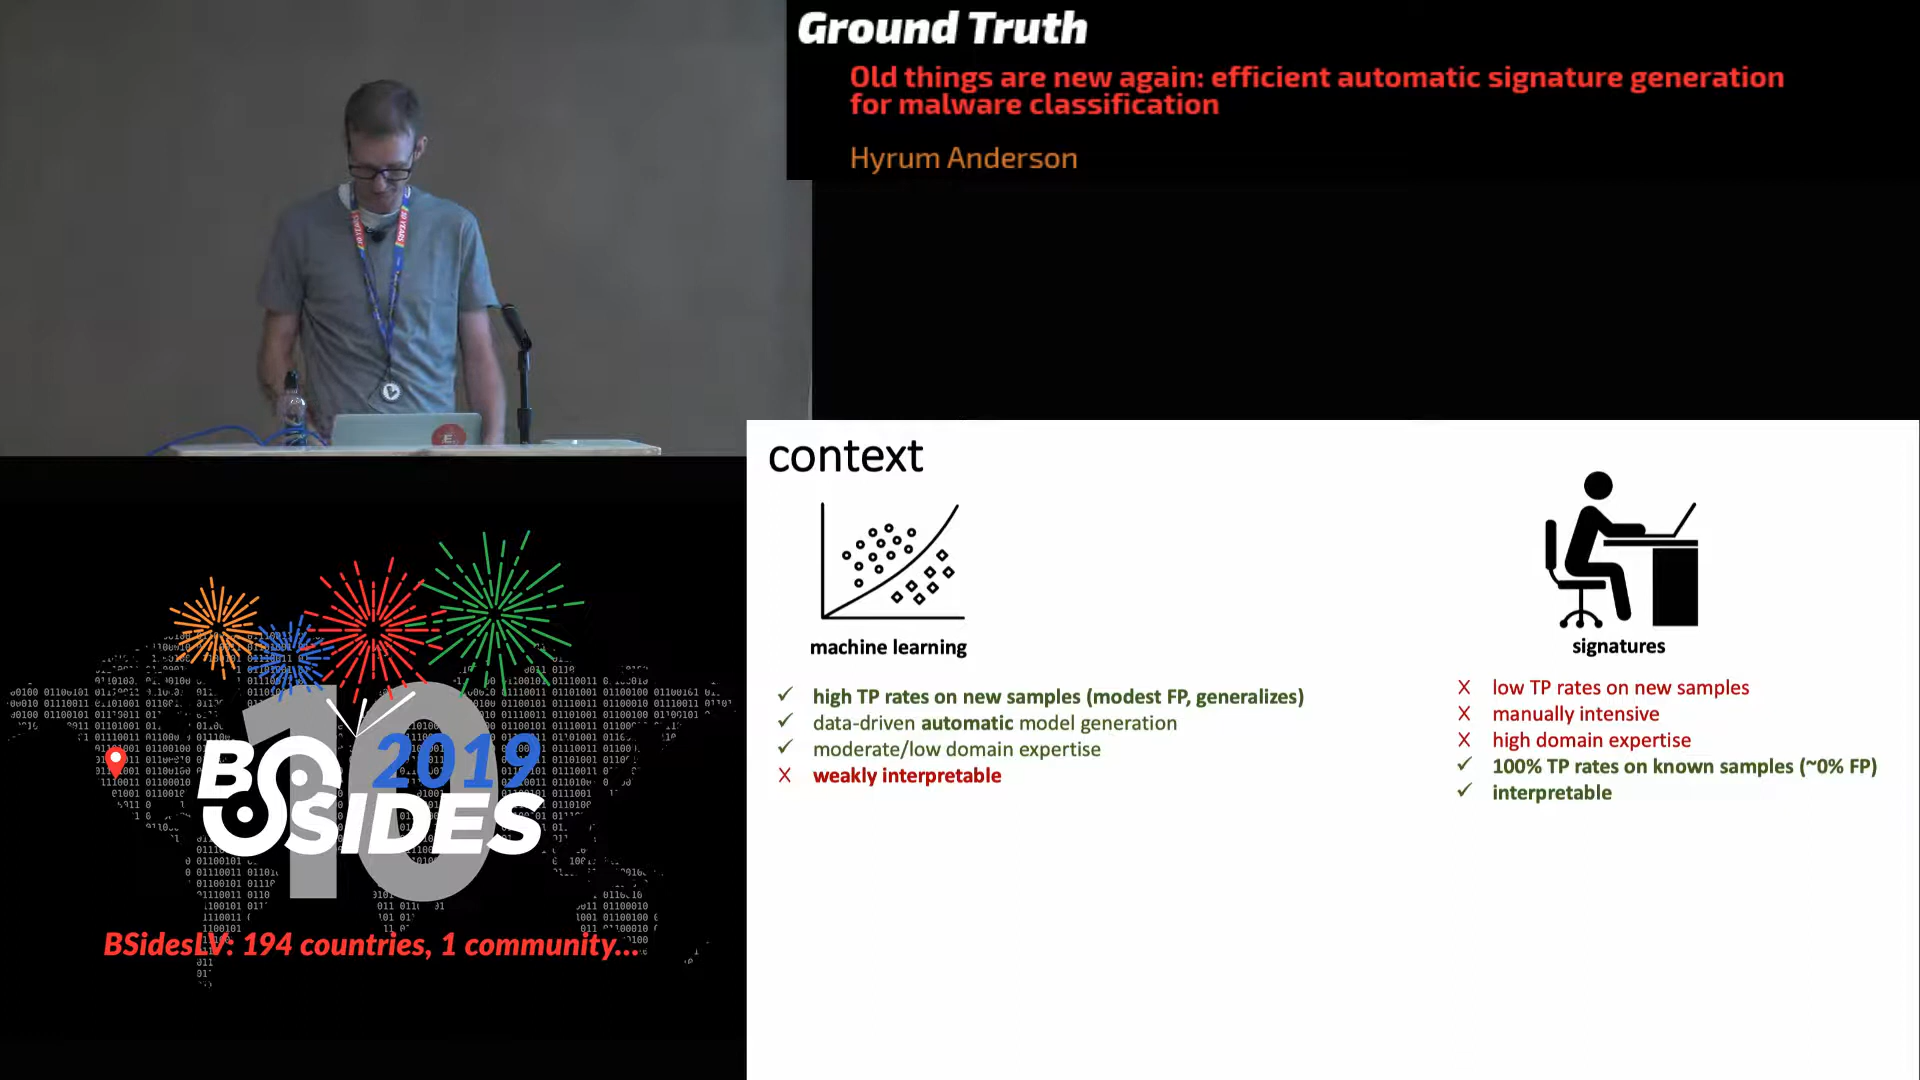 Ground Truth
Old things are new again: efficient automatic signature generation
for malware classification
Hyrum Anderson
context
machine learning
✓ high TP rates on new samples (modest FP, generalizes)
✓ data-driven automatic model generation
✓ moderate/low domain expertise
X weakly interpretable
signatures
X low TP rates on new samples
X manually intensive
X high domain expertise
✓ 100% TP rates on known samples (~0% FP)
✓ interpretable
10
2019
BSIDES
BSidesLV: 194 countries, 1 community...